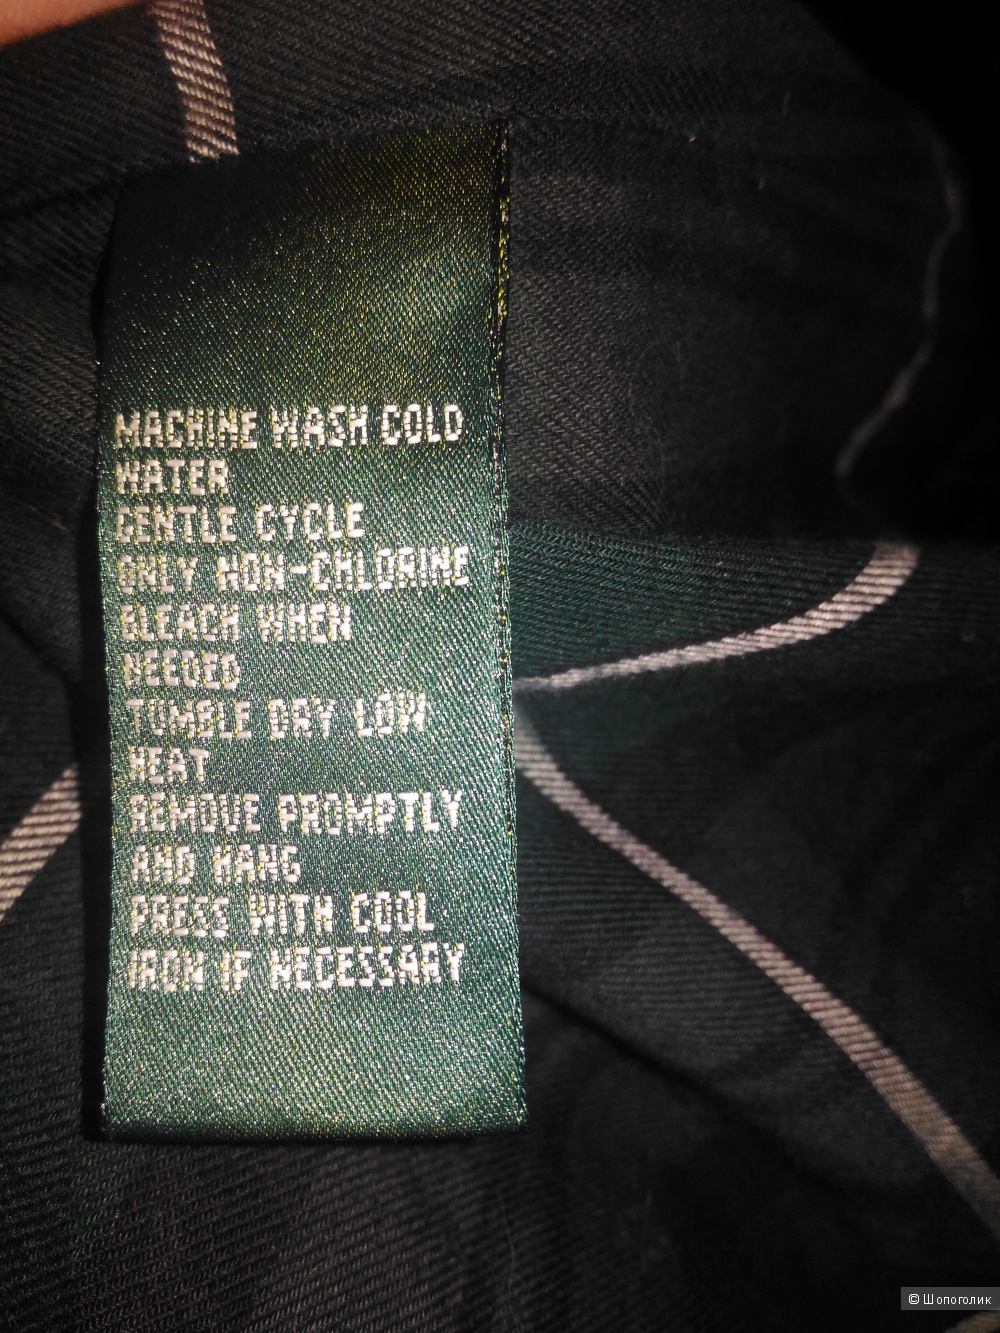 MACHINE WASH COLD
WATER
GENTLE CYCLE
ONLY NON-CHLORINE
BLEACH WHEN
NEEDED
TUMBLE DRY LOW
HEAT
REMOVE PROMPTLY
AND HANG
PRESS WITH COOL
IRON IF NECESSARY
© Шопоголик